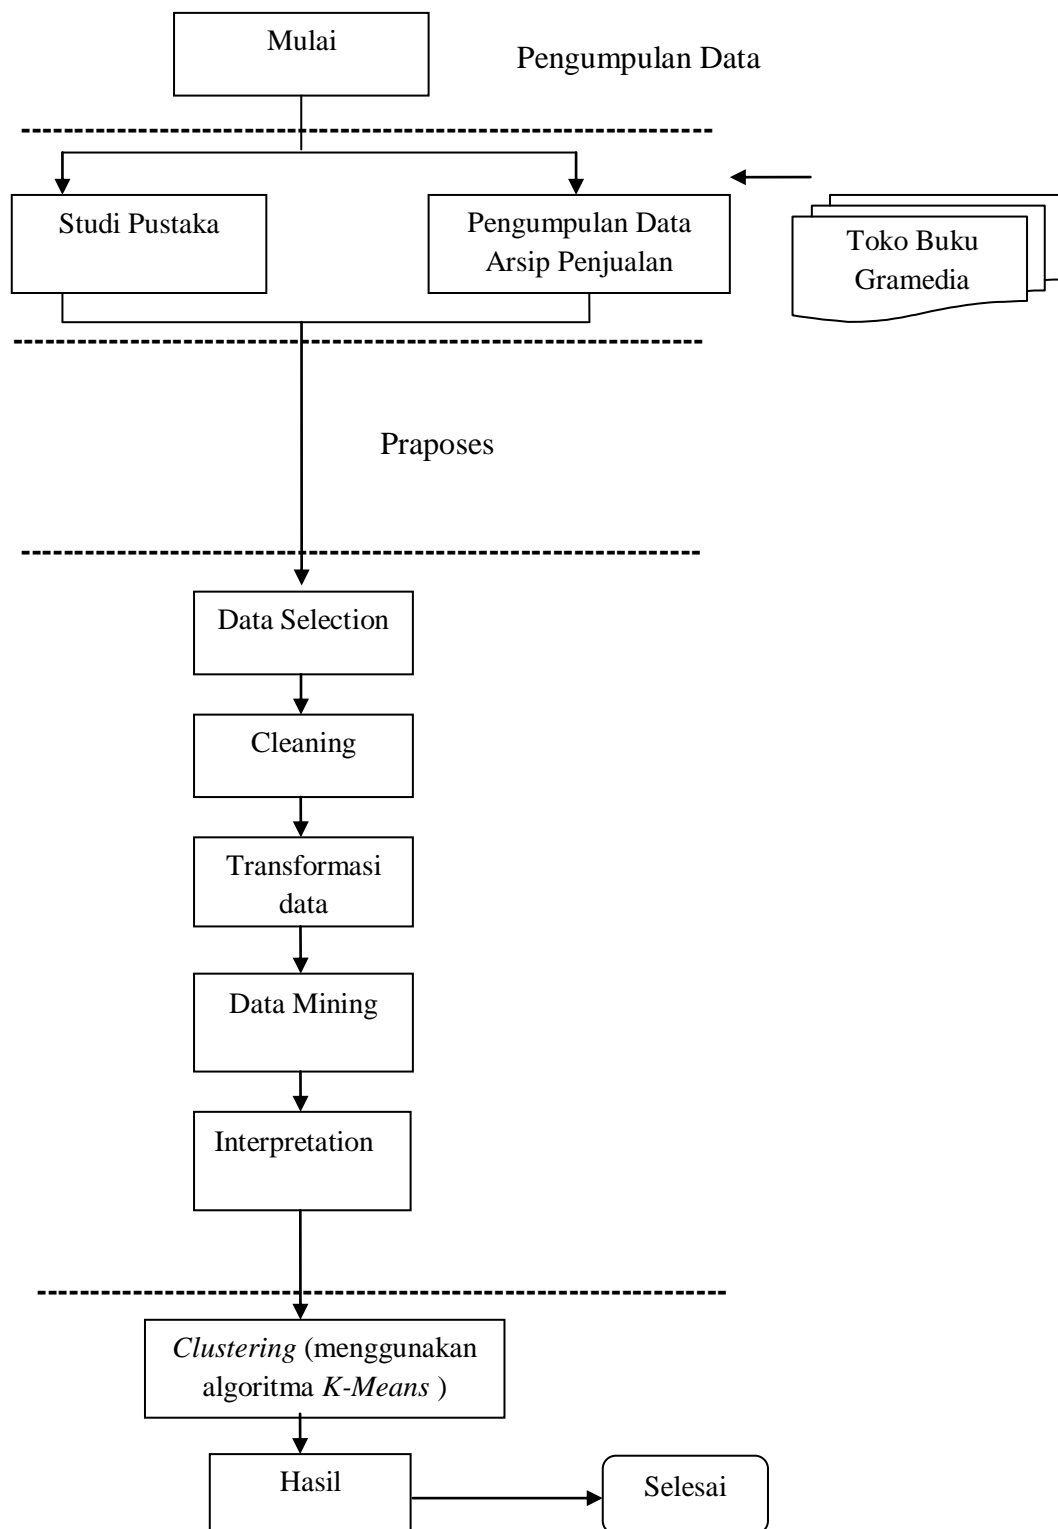 Mulai
Pengumpulan Data
Studi Pustaka
Pengumpulan Data
Arsip Penjualan
Toko Buku
Gramedia
Praposes
Data Selection
Cleaning
Transformasi
data
Data Mining
Interpretation
Clustering (menggunakan
algoritma K-Means )
Hasil
Selesai